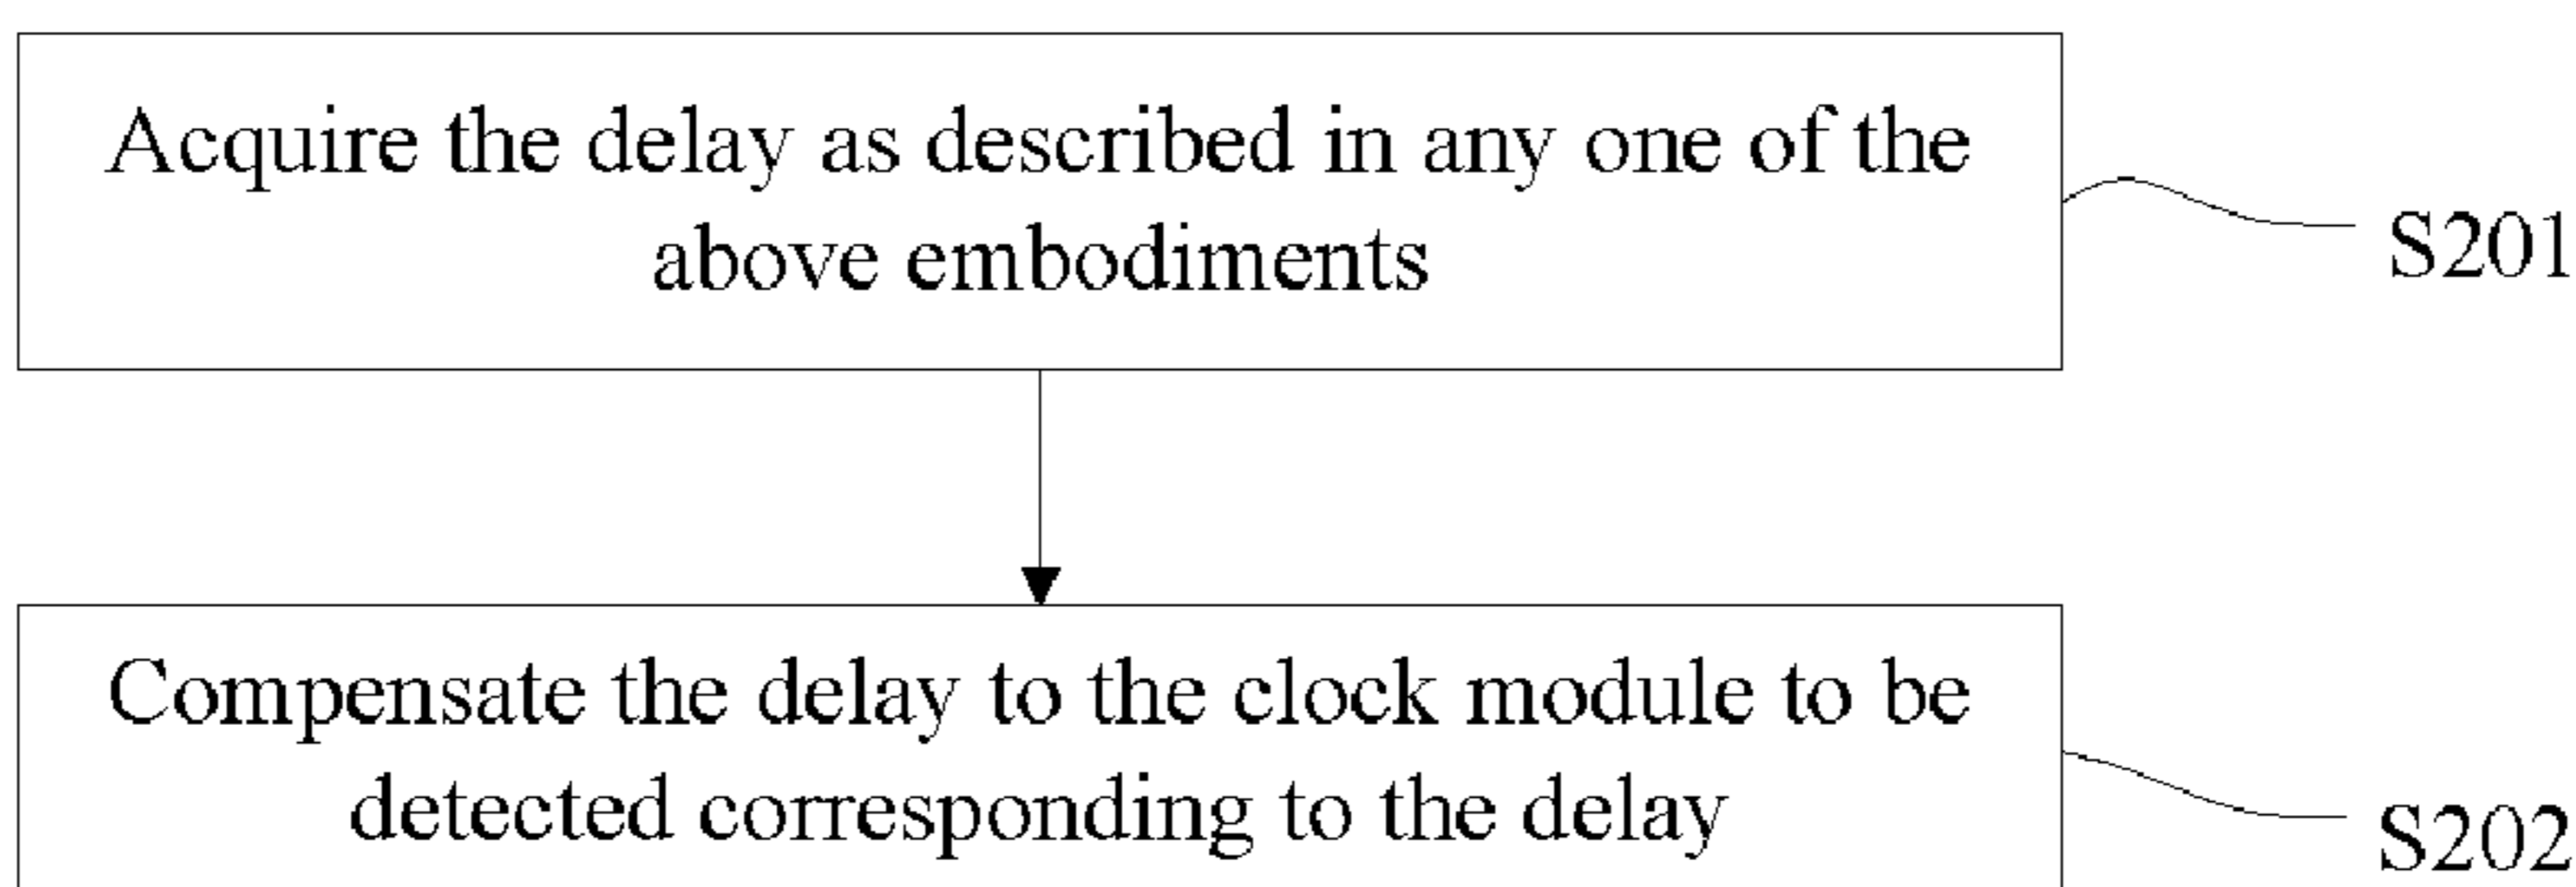 Acquire the delay as described in any one of the
above embodiments
S201
Compensate the delay to the clock module to be
detected corresponding to the delay
S202